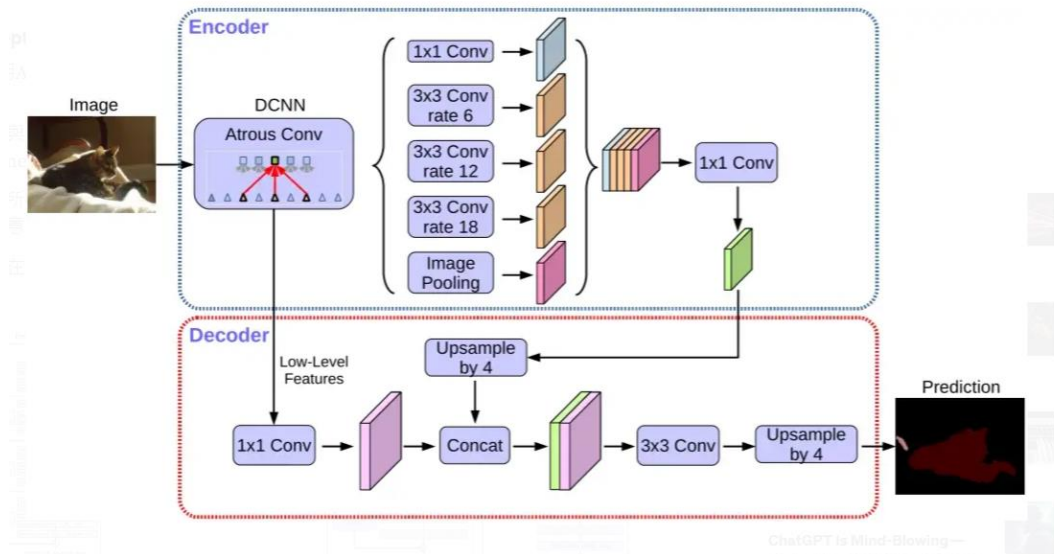 Encoder
Image
DCNN
Atrous Conv
1x1 Conv
3x3 Conv
rate 6
3x3 Conv
rate 12
3x3 Conv
rate 18
Image
Pooling
1x1 Conv
Decoder
Low-Level
Features
Upsample
by 4
1x1 Conv
Concat
3x3 Conv
Upsample
by 4
Prediction
ChatGPT is Mind-Blowing—